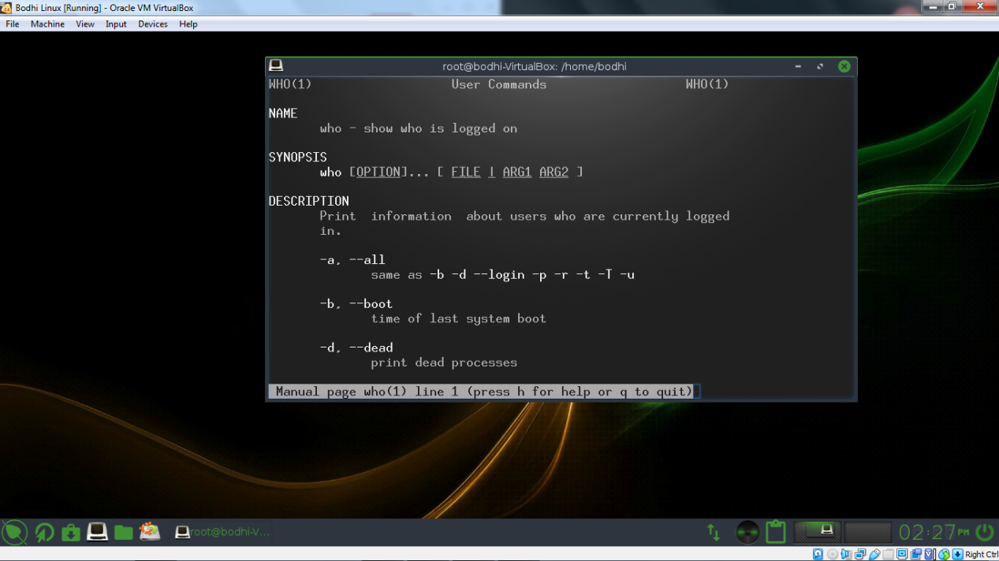 Bodhi Linux [Running] - Oracle VM VirtualBox
File Machine View Input Devices Help
root@bodhi-VirtualBox: /home/bodhi
WHO(1) User Commands WHO(1)
NAME
who - show who is logged on
SYNOPSIS
who [OPTION]... [ FILE | ARG1 ARG2 ]
DESCRIPTION
Print information about users who are currently logged
in.
-a, --all
same as -b -d --login -p -r -t -T -u
-b, --boot
time of last system boot
-d, --dead
print dead processes
Manual page who(1) line 1 (press h for help or q to quit)
root@bodhi-V...
02:27PM
Right Ctrl